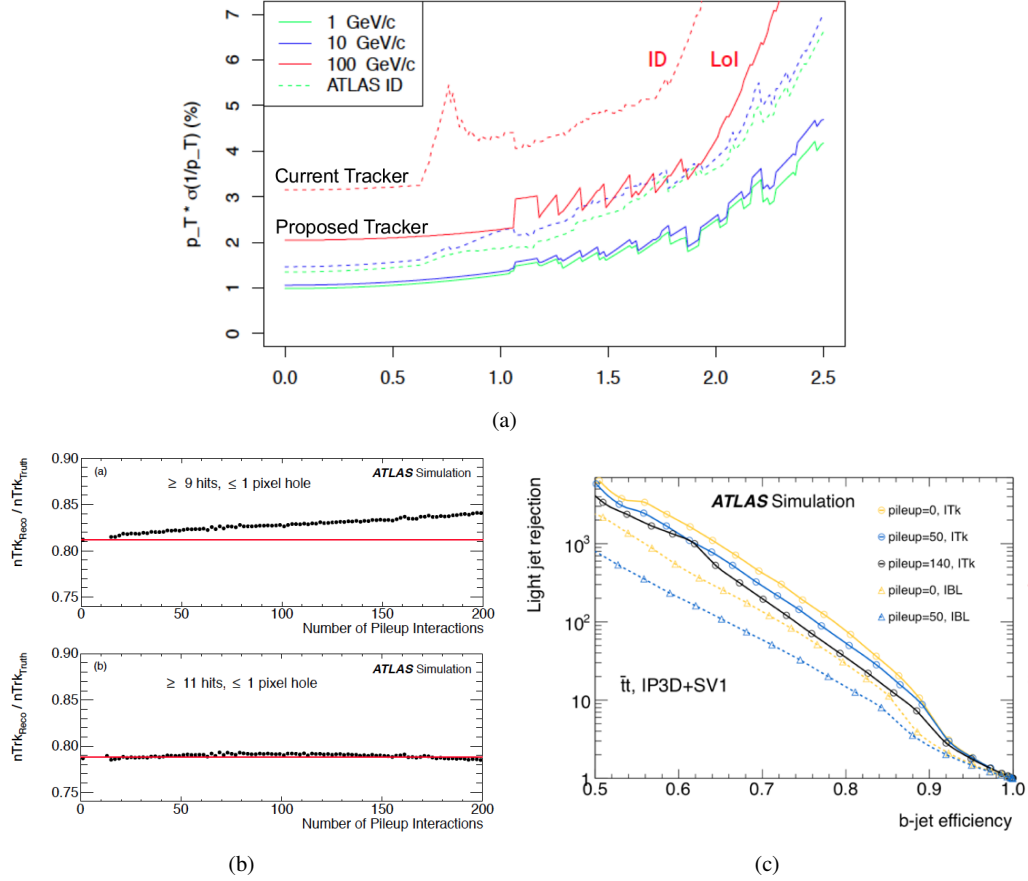 7
6
5
4
3
2
1
0
p_T * σ(1/p_T) (%)
1 GeV/c
10 GeV/c
100 GeV/c
ATLAS ID
ID
LoI
Current Tracker
Proposed Tracker
0.0 0.5 1.0 1.5 2.0 2.5
(a)
0.90
0.85
0.80
0.75
nTrkReco / nTrkTruth
(a)
≥ 9 hits, ≤ 1 pixel hole
ATLAS Simulation
0 50 100 150 200
Number of Pileup Interactions
0.90
0.85
0.80
0.75
nTrkReco / nTrkTruth
(b)
≥ 11 hits, ≤ 1 pixel hole
ATLAS Simulation
0 50 100 150 200
Number of Pileup Interactions
(b)
Light jet rejection
10³
10²
10
1
ATLAS Simulation
pileup=0, ITk
pileup=50, ITk
pileup=140, ITk
pileup=0, IBL
pileup=50, IBL
t̄t, IP3D+SV1
0.5 0.6 0.7 0.8 0.9 1.0
b-jet efficiency
(c)